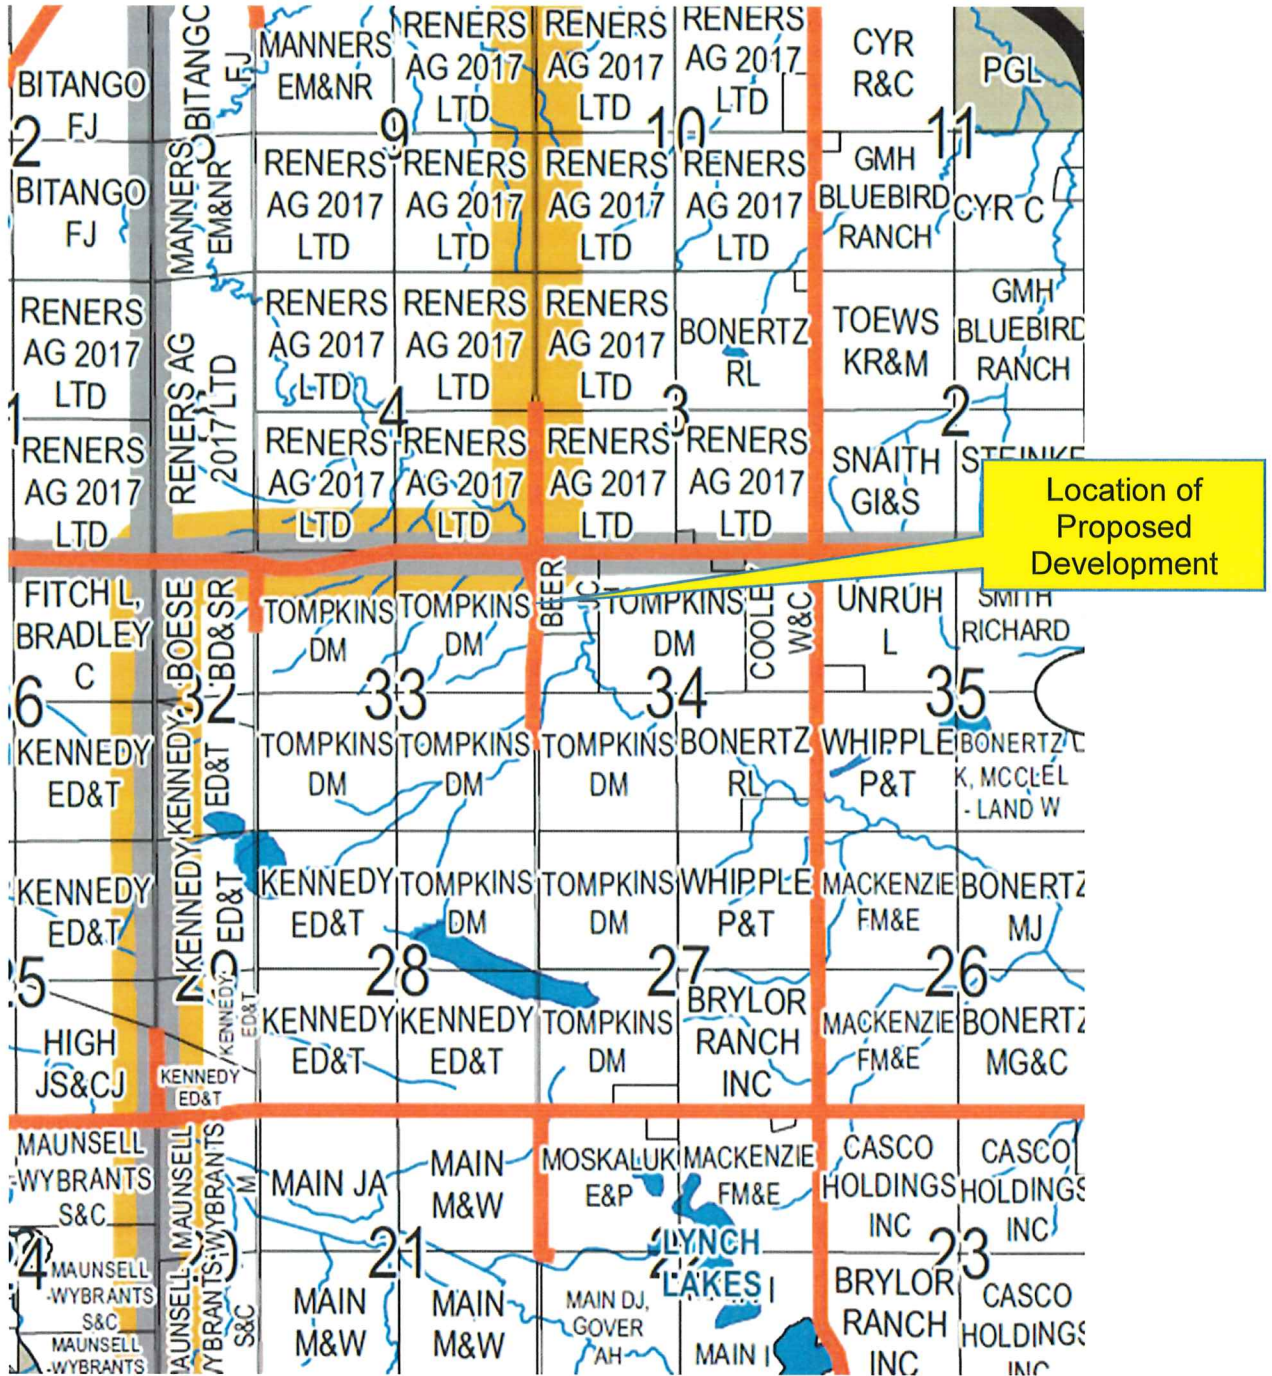 BITANGO
FJ
BITANGO
FJ
MANNERS
EM&NR
RENERS
AG 2017
LTD
RENERS
AG 2017
LTD
RENERS
AG 2017
LTD
CYR
R&C
PGL
2
9
10
11
BITANGO
FJ
MANNERS
EM&NR
RENERS
AG 2017
LTD
RENERS
AG 2017
LTD
RENERS
AG 2017
LTD
RENERS
AG 2017
LTD
GMH
BLUEBIRD
RANCH
CYR C
RENERS
AG 2017
LTD
RENERS AG
2017 LTD
RENERS
AG 2017
LTD
RENERS
AG 2017
LTD
RENERS
AG 2017
LTD
BONERTZ
RL
TOEWS
KR&M
GMH
BLUEBIRD
RANCH
1
4
3
2
RENERS
AG 2017
LTD
RENERS
AG 2017
LTD
RENERS
AG 2017
LTD
RENERS
AG 2017
LTD
RENERS
AG 2017
LTD
SNAITH
GI&S
Location of
Proposed
Development
FITCH L,
BRADLEY
C
BOESE
BD&SR
TOMPKINS
DM
TOMPKINS
DM
BEER
JC
TOMPKINS
DM
COOLEY
W&C
UNRUH
L
SMITH
RICHARD
6
32
33
34
35
KENNEDY
ED&T
KENNEDY
ED&T
TOMPKINS
DM
TOMPKINS
DM
TOMPKINS
DM
BONERTZ
RL
WHIPPLE
P&T
BONERTZ
K, MCCLEL
- LAND W
KENNEDY
ED&T
KENNEDY
ED&T
KENNEDY
ED&T
TOMPKINS
DM
TOMPKINS
DM
WHIPPLE
P&T
MACKENZIE
FM&E
BONERTZ
MJ
25
28
27
26
HIGH
JS&CJ
KENNEDY
ED&T
KENNEDY
ED&T
KENNEDY
ED&T
KENNEDY
ED&T
TOMPKINS
DM
BRYLOR
RANCH
INC
MACKENZIE
FM&E
BONERTZ
MG&C
MAUNSELL
-WYBRANTS
S&C
MAUNSELL
-WYBRANTS
M
MAIN JA
MAIN
M&W
MOSKALUK
E&P
MACKENZIE
FM&E
CASCO
HOLDINGS
INC
CASCO
HOLDINGS
INC
21
LYNCH
LAKES
23
MAUNSELL
-WYBRANTS
S&C
MAUNSELL
-WYBRANTS
MAUNSELL
WYBRANTS
S&C
MAIN
M&W
MAIN
M&W
MAIN DJ,
GOVER
AH
MAIN I
BRYLOR
RANCH
INC
CASCO
HOLDINGS
INC